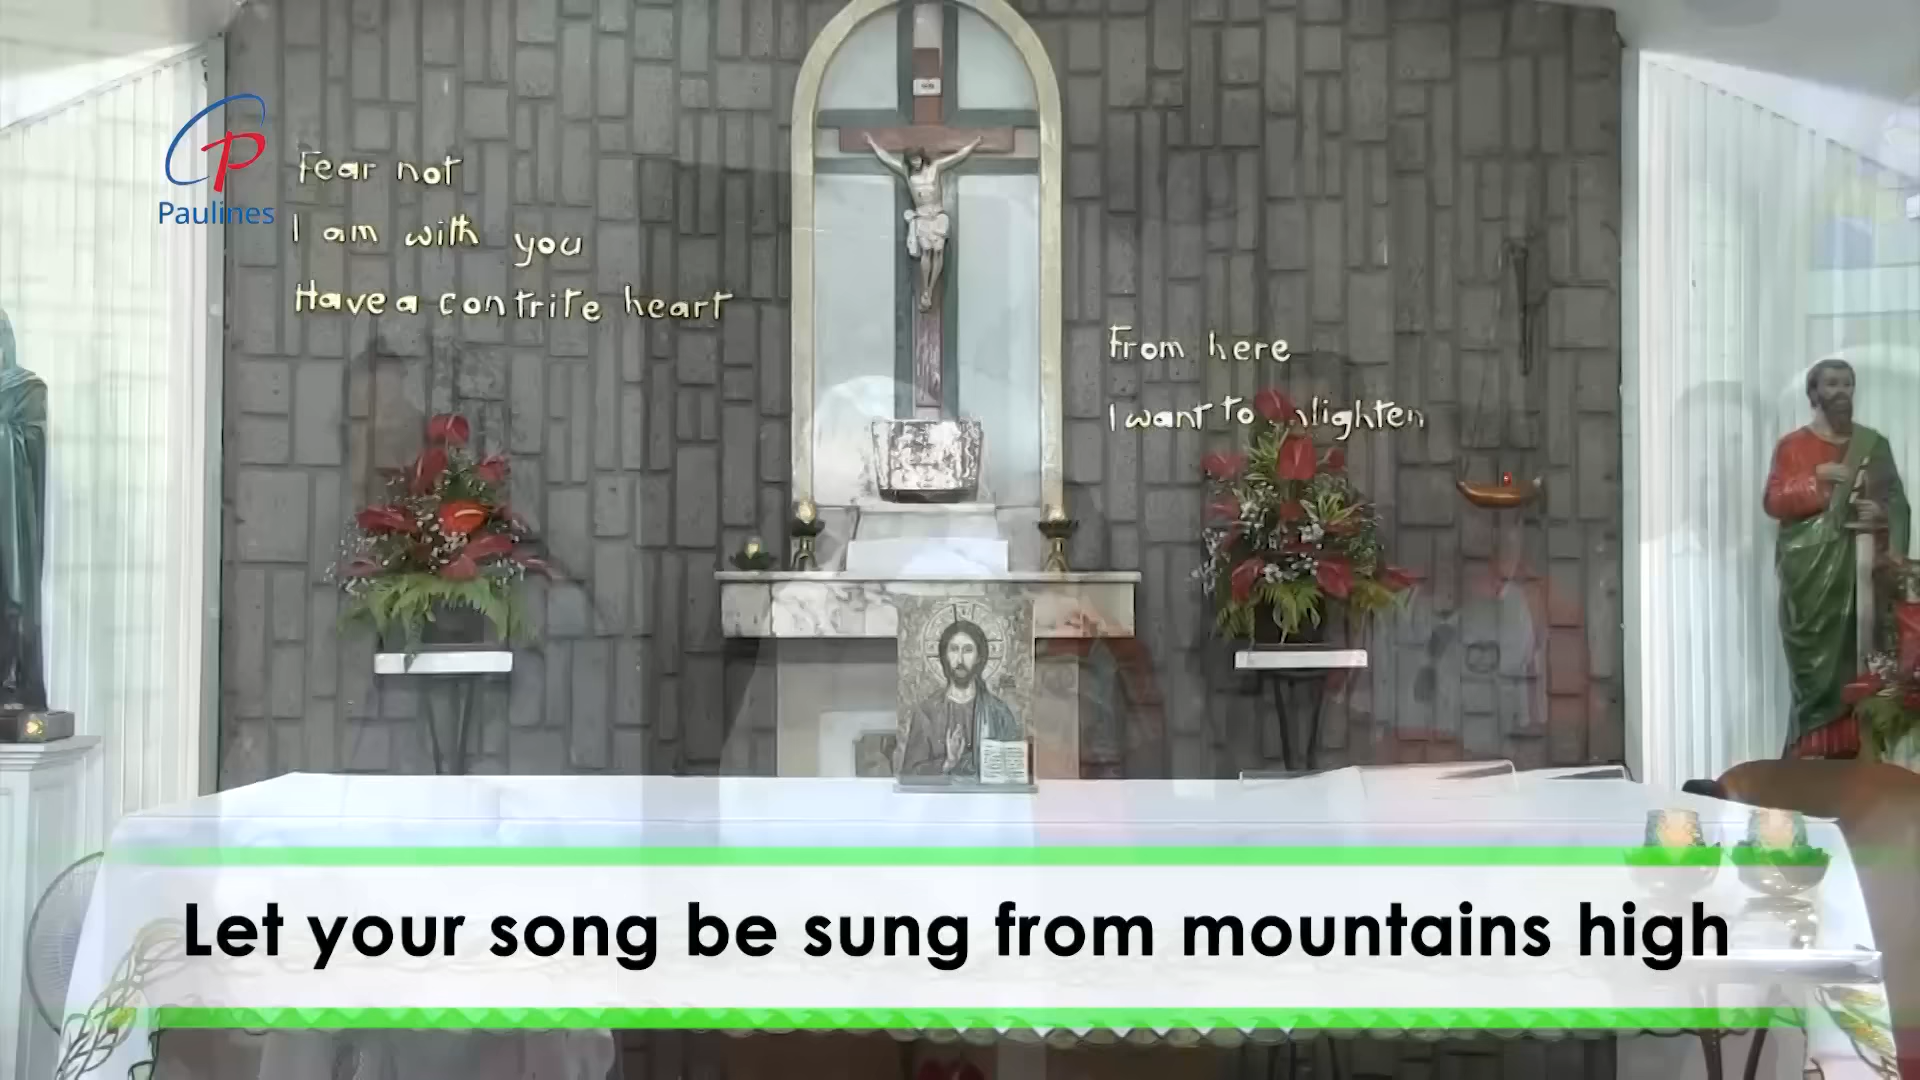 Paulines
Fear not
I am with you
Have a contrite heart
From here
I want to enlighten
Let your song be sung from mountains high